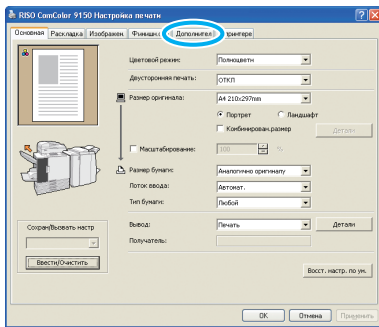 RISO ComColor 9150 Настройка печати
Основная Раскладка Изображен. Финишн Дополнител принтере
Цветовой режим: Полноцветн
Двусторонняя печать: ОТКЛ
Размер оригинала: A4 210x297mm
Портрет Ландшафт
Комбинирован.размер Детали
Масштабирование: 100 %
Размер бумаги: Аналогично оригиналу
Лоток ввода: Автомат.
Тип бумаги: Любой
Сохран/Вызвать настр
Ввести/Очистить
Вывод: Печать Детали
Получатель:
Восст. настр. по ум.
OK Отмена Применить